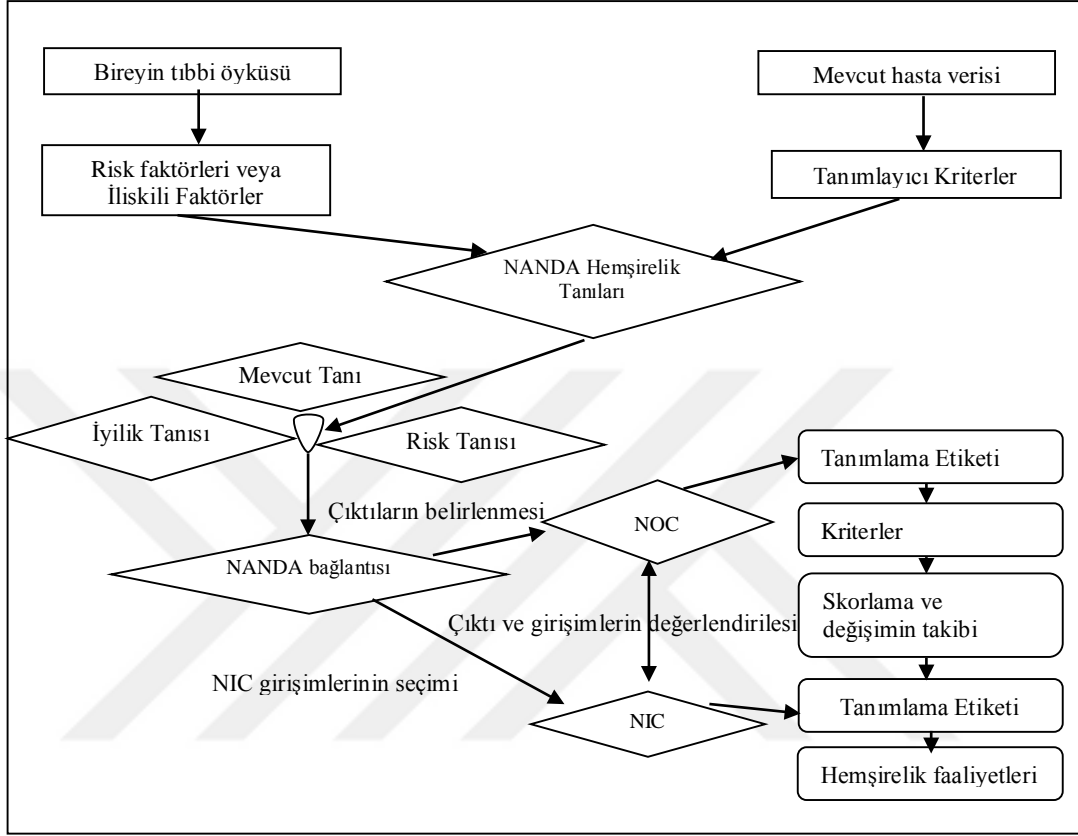 Bireyin tıbbi öyküsü
Mevcut hasta verisi
Risk faktörleri veya
İliskili Faktörler
Tanımlayıcı Kriterler
NANDA Hemşirelik
Tanıları
Mevcut Tanı
İyilik Tanısı
Risk Tanısı
Tanımlama Etiketi
Çıktıların belirlenmesi
NOC
Kriterler
NANDA bağlantısı
Skorlama ve
değişimin takibi
Çıktı ve girişimlerin değerlendirilesi
NIC girişimlerinin seçimi
NIC
Tanımlama Etiketi
Hemşirelik faaliyetleri